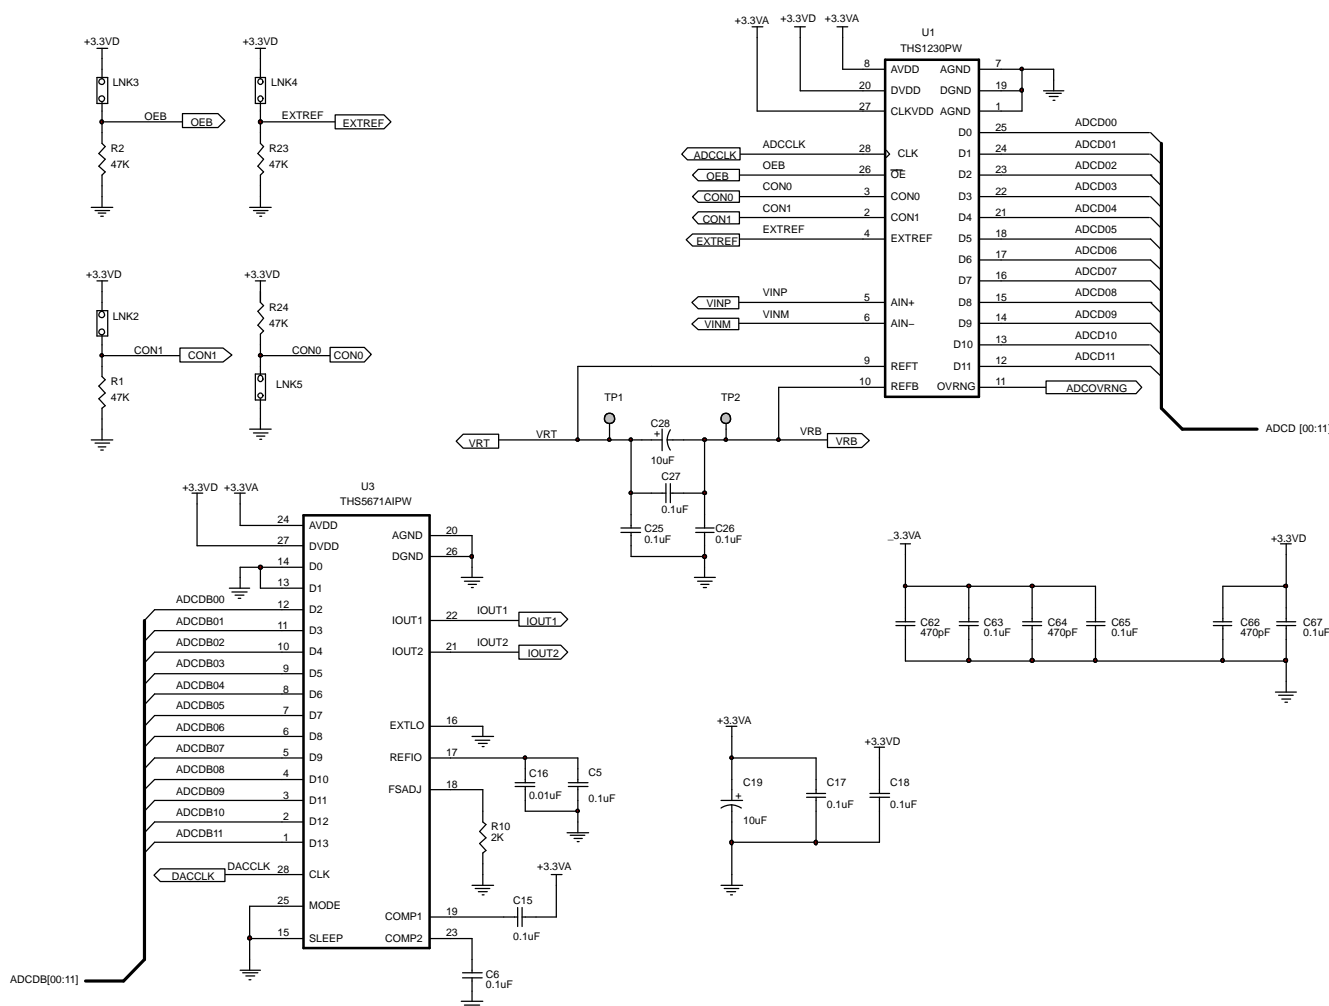 +3.3VD
LNK3
OEB
OEB
R2
47K
+3.3VD
LNK4
EXTREF
EXTREF
R23
47K
+3.3VD
LNK2
CON1
CON1
R1
47K
+3.3VD
R24
47K
CON0
CON0
LNK5
+3.3VA
+3.3VD
+3.3VA
U1
THS1230PW
8
AVDD
AGND
7
20
DVDD
DGND
19
27
CLKVDD
AGND
1
D0
25
ADCD00
ADCCLK
ADCCLK
28
CLK
D1
24
ADCD01
OEB
OEB
26
OE
D2
23
ADCD02
CON0
CON0
3
CON0
D3
22
ADCD03
CON1
CON1
2
CON1
D4
21
ADCD04
EXTREF
EXTREF
4
EXTREF
D5
18
ADCD05
D6
17
ADCD06
D7
16
ADCD07
VINP
VINP
5
AIN+
D8
15
ADCD08
VINM
VINM
6
AIN–
D9
14
ADCD09
D10
13
ADCD10
9
REFT
D11
12
ADCD11
10
REFB
OVRNG
11
ADCOVRNG
ADCD [00:11]
TP1
TP2
VRT
VRT
C28
+
10uF
VRB
VRB
C27
0.1uF
C25
0.1uF
C26
0.1uF
+3.3VD
+3.3VA
U3
THS5671AIPW
24
AVDD
AGND
20
27
DVDD
DGND
26
14
D0
13
D1
ADCDB00
12
D2
IOUT1
22
IOUT1
IOUT1
ADCDB01
11
D3
ADCDB02
10
D4
IOUT2
21
IOUT2
IOUT2
ADCDB03
9
D5
ADCDB04
8
D6
ADCDB05
7
D7
EXTLO
16
ADCDB06
6
D8
ADCDB07
5
D9
REFIO
17
ADCDB08
4
D10
FSADJ
18
ADCDB09
3
D11
ADCDB10
2
D12
ADCDB11
1
D13
DACCLK
DACCLK
28
CLK
25
MODE
COMP1
19
15
SLEEP
COMP2
23
ADCDB[00:11]
C16
0.01uF
C5
0.1uF
R10
2K
+3.3VA
C15
0.1uF
C6
0.1uF
_3.3VA
C62
470pF
C63
0.1uF
C64
470pF
C65
0.1uF
+3.3VD
C66
470pF
C67
0.1uF
+3.3VA
C19
+
10uF
C17
0.1uF
+3.3VD
C18
0.1uF